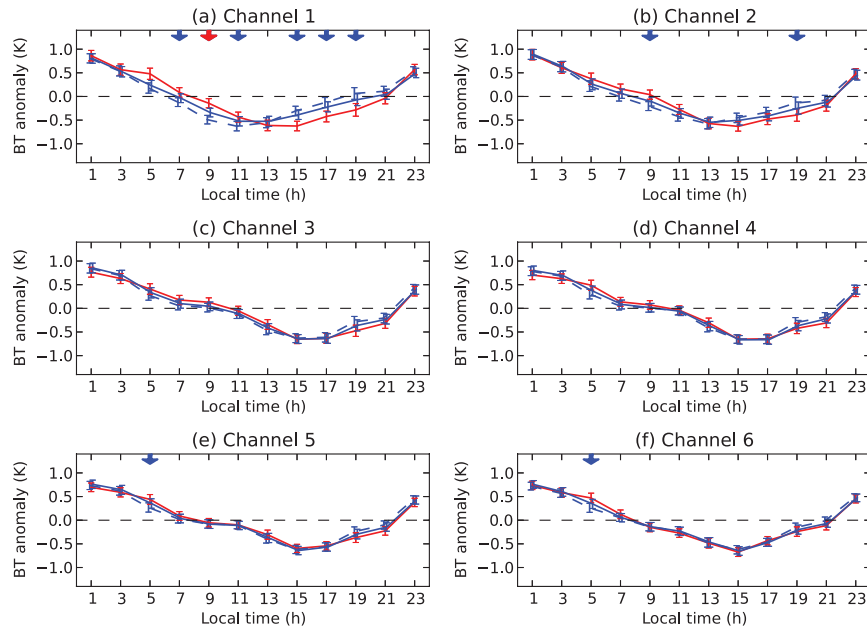 (a) Channel 1
(b) Channel 2
BT anomaly (K)
1.0
0.5
0.0
−0.5
−1.0
1 3 5 7 9 11 13 15 17 19 21 23
Local time (h)
BT anomaly (K)
1.0
0.5
0.0
−0.5
−1.0
1 3 5 7 9 11 13 15 17 19 21 23
Local time (h)
(c) Channel 3
(d) Channel 4
BT anomaly (K)
1.0
0.5
0.0
−0.5
−1.0
1 3 5 7 9 11 13 15 17 19 21 23
Local time (h)
BT anomaly (K)
1.0
0.5
0.0
−0.5
−1.0
1 3 5 7 9 11 13 15 17 19 21 23
Local time (h)
(e) Channel 5
(f) Channel 6
BT anomaly (K)
1.0
0.5
0.0
−0.5
−1.0
1 3 5 7 9 11 13 15 17 19 21 23
Local time (h)
BT anomaly (K)
1.0
0.5
0.0
−0.5
−1.0
1 3 5 7 9 11 13 15 17 19 21 23
Local time (h)